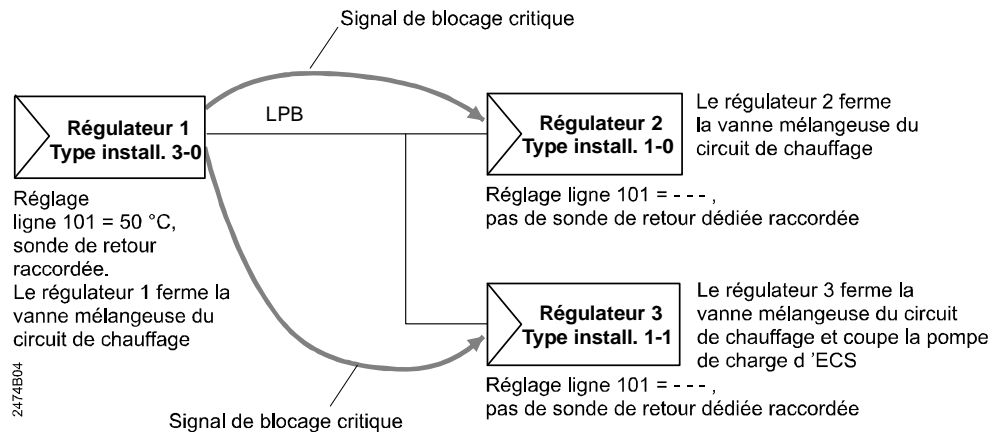 Signal de blocage critique
LPB
Régulateur 1
Type install. 3-0
Réglage
ligne 101 = 50 °C,
sonde de retour
raccordée.
Le régulateur 1 ferme la
vanne mélangeuse du
circuit de chauffage
Régulateur 2
Type install. 1-0
Le régulateur 2 ferme
la vanne mélangeuse du
circuit de chauffage
Réglage ligne 101 = - - - ,
pas de sonde de retour dédiée raccordée
Régulateur 3
Type install. 1-1
Le régulateur 3 ferme la
vanne mélangeuse du circuit
de chauffage et coupe la pompe
de charge d 'ECS
Réglage ligne 101 = - - - ,
pas de sonde de retour dédiée raccordée
Signal de blocage critique
2474B04